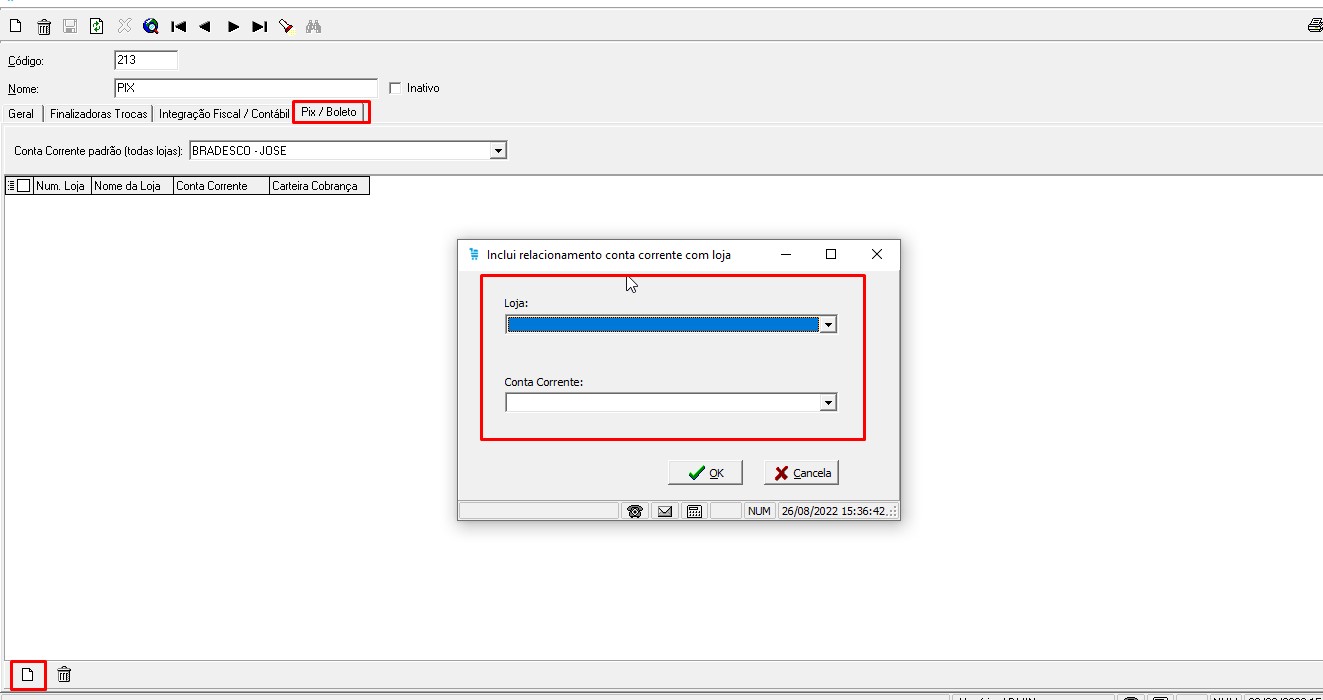 Código: 213
Nome: PIX Inativo
Geral Finalizadoras Trocas Integração Fiscal / Contábil Pix / Boleto
Conta Corrente padrão (todas lojas): BRADESCO - JOSE
Num. Loja Nome da Loja Conta Corrente Carteira Cobrança
Inclui relacionamento conta corrente com loja
Loja:
Conta Corrente:
OK Cancela
NUM 26/08/2022 15:36:42